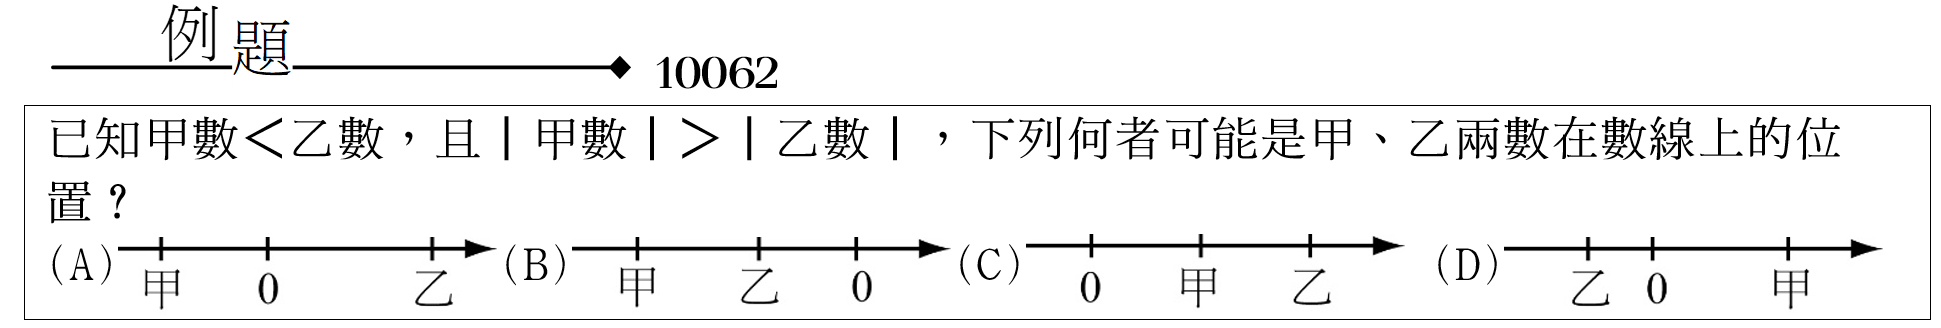 例題
10062
已知甲數＜乙數，且｜甲數｜＞｜乙數｜，下列何者可能是甲、乙兩數在數線上的位
置？
(A) 甲 0 乙 (B) 甲 乙 0 (C) 0 甲 乙 (D) 乙 0 甲